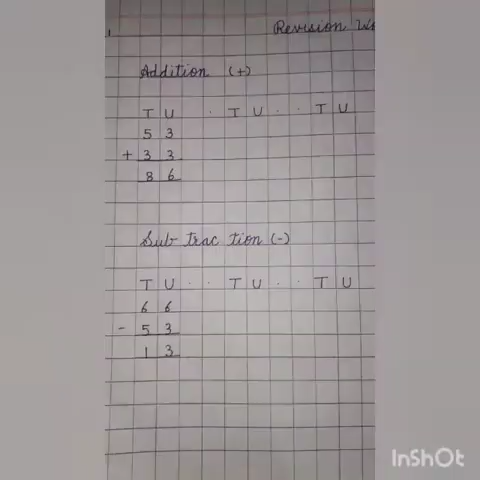 Revision
Addition (+)
T U . T U . . T U
5 3
+ 3 3
8 6
Sub trac tion (-)
T U . . T U . . T U
6 6
- 5 3
1 3
InShOt